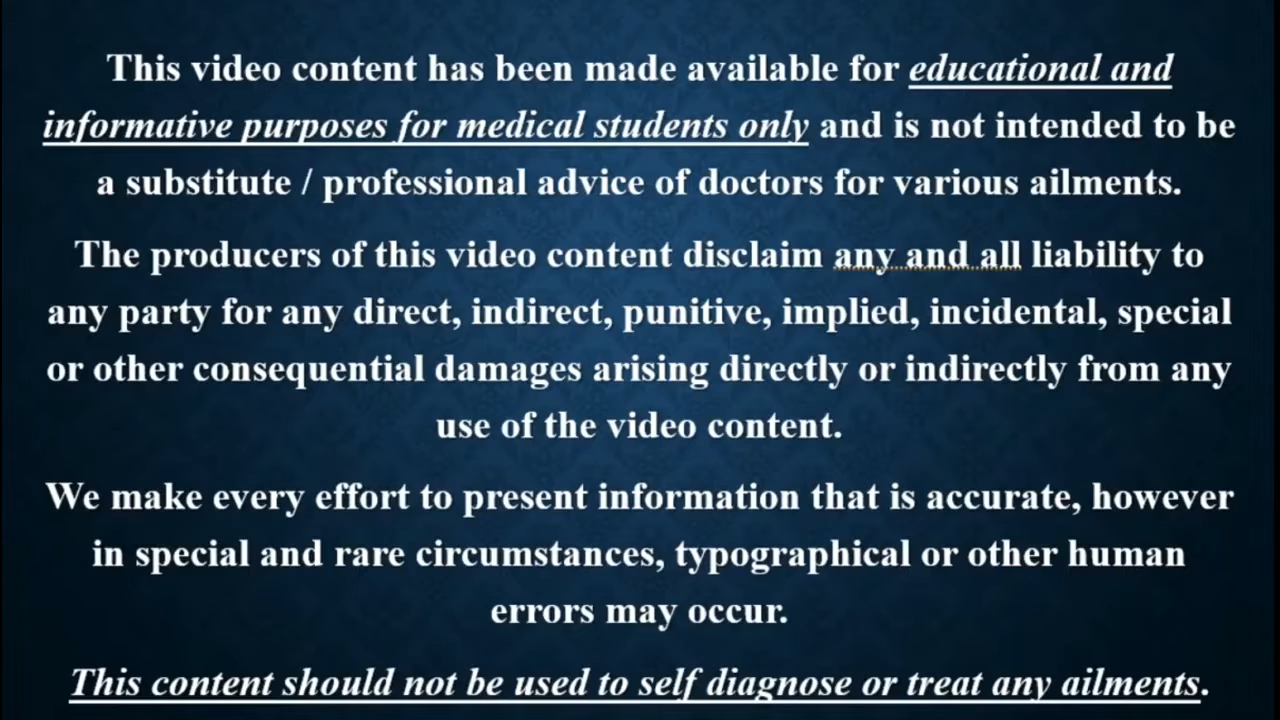 This video content has been made available for educational and
informative purposes for medical students only and is not intended to be
a substitute / professional advice of doctors for various ailments.
The producers of this video content disclaim any and all liability to
any party for any direct, indirect, punitive, implied, incidental, special
or other consequential damages arising directly or indirectly from any
use of the video content.
We make every effort to present information that is accurate, however
in special and rare circumstances, typographical or other human
errors may occur.
This content should not be used to self diagnose or treat any ailments.